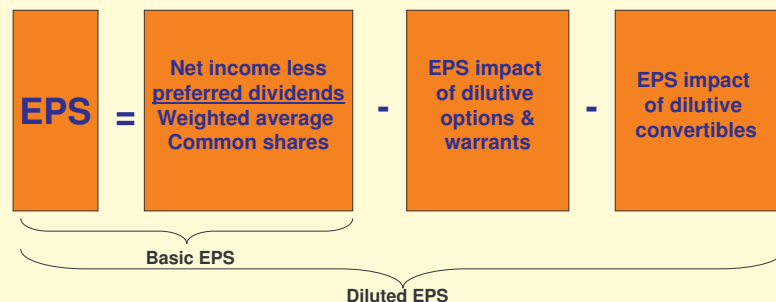 EPS
=
Net income less
preferred dividends
Weighted average
Common shares
-
EPS impact
of dilutive
options &
warrants
-
EPS impact
of dilutive
convertibles
Basic EPS
Diluted EPS